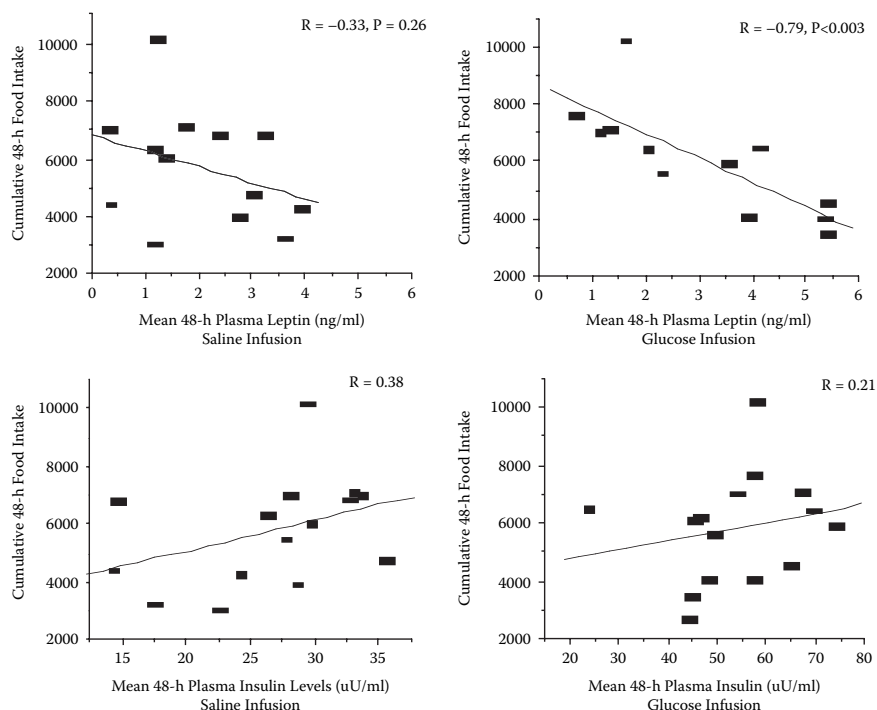 R = −0.33, P = 0.26
Cumulative 48-h Food Intake
10000
8000
6000
4000
2000
0 1 2 3 4 5 6
Mean 48-h Plasma Leptin (ng/ml)
Saline Infusion
R = −0.79, P<0.003
Cumulative 48-h Food Intake
10000
8000
6000
4000
2000
0 1 2 3 4 5 6
Mean 48-h Plasma Leptin (ng/ml)
Glucose Infusion
R = 0.38
Cumulative 48-h Food Intake
10000
8000
6000
4000
2000
15 20 25 30 35
Mean 48-h Plasma Insulin Levels (uU/ml)
Saline Infusion
R = 0.21
Cumulative 48-h Food Intake
10000
8000
6000
4000
2000
20 30 40 50 60 70 80
Mean 48-h Plasma Insulin (uU/ml)
Glucose Infusion